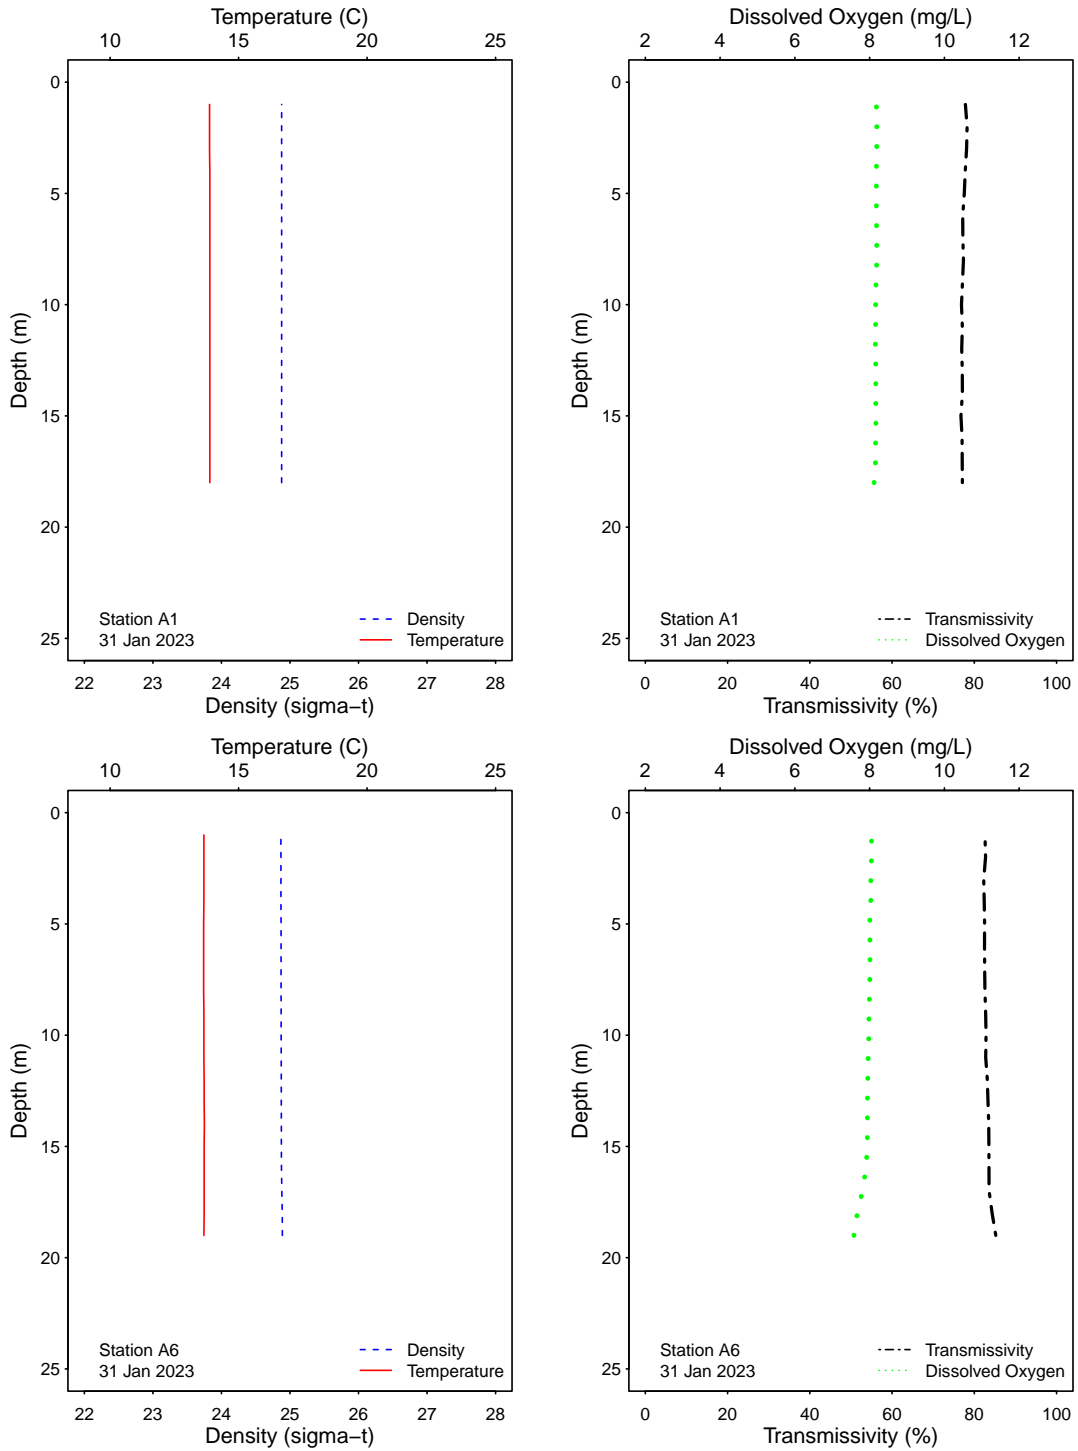 Temperature (C)
10 15 20 25
0
5
10
15
20
25
Depth (m)
Station A1
31 Jan 2023
Density
Temperature
22 23 24 25 26 27 28
Density (sigma−t)
Dissolved Oxygen (mg/L)
2 4 6 8 10 12
0
5
10
15
20
25
Depth (m)
Station A1
31 Jan 2023
Transmissivity
Dissolved Oxygen
0 20 40 60 80 100
Transmissivity (%)
Temperature (C)
10 15 20 25
0
5
10
15
20
25
Depth (m)
Station A6
31 Jan 2023
Density
Temperature
22 23 24 25 26 27 28
Density (sigma−t)
Dissolved Oxygen (mg/L)
2 4 6 8 10 12
0
5
10
15
20
25
Depth (m)
Station A6
31 Jan 2023
Transmissivity
Dissolved Oxygen
0 20 40 60 80 100
Transmissivity (%)